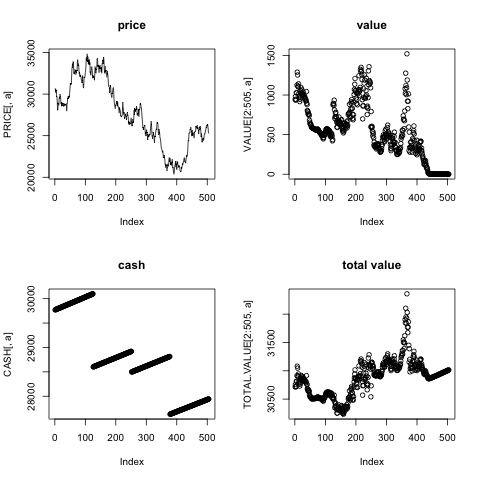 price
PRICE[, a]
20000 25000 30000 35000
0 100 200 300 400 500
Index
value
VALUE[2:505, a]
0 500 1000 1500
0 100 200 300 400 500
Index
cash
CASH[, a]
28000 29000 30000
0 100 200 300 400 500
Index
total value
TOTAL.VALUE[2:505, a]
30500 31500
0 100 200 300 400 500
Index